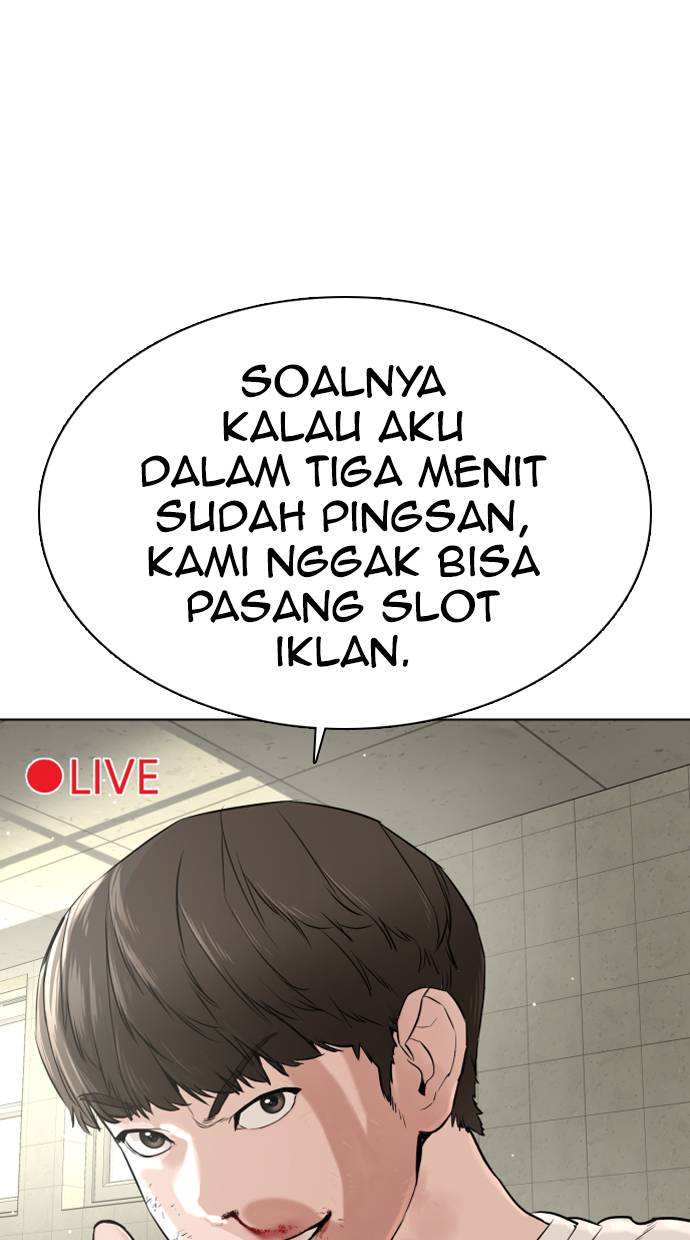 SOALNYA
KALAU AKU
DALAM TIGA MENIT
SUDAH PINGSAN,
KAMI NGGAK BISA
PASANG SLOT
IKLAN.
LIVE